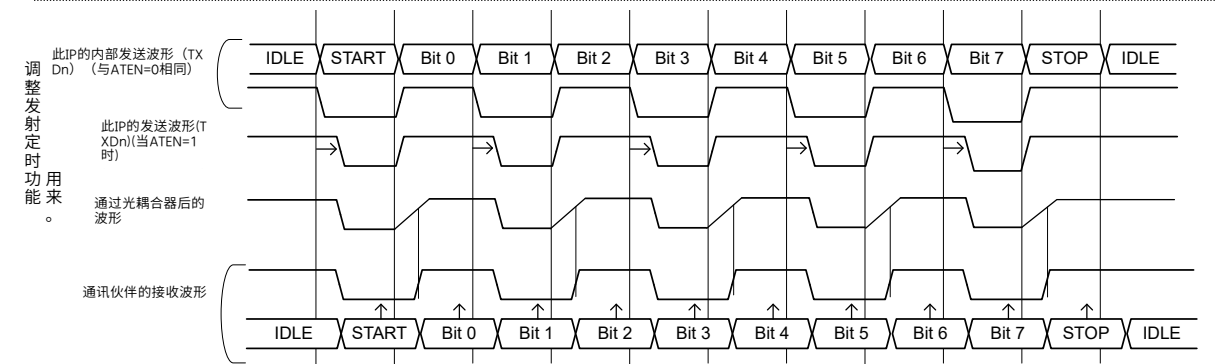 调整发射定时功能
用来。
此IP的内部发送波形（TX
Dn）（与ATEN=0相同）
IDLE START Bit 0 Bit 1 Bit 2 Bit 3 Bit 4 Bit 5 Bit 6 Bit 7 STOP IDLE
此IP的发送波形(T
XDn)(当ATEN=1
时)
通过光耦合器后的
波形
通讯伙伴的接收波形
IDLE START Bit 0 Bit 1 Bit 2 Bit 3 Bit 4 Bit 5 Bit 6 Bit 7 STOP IDLE